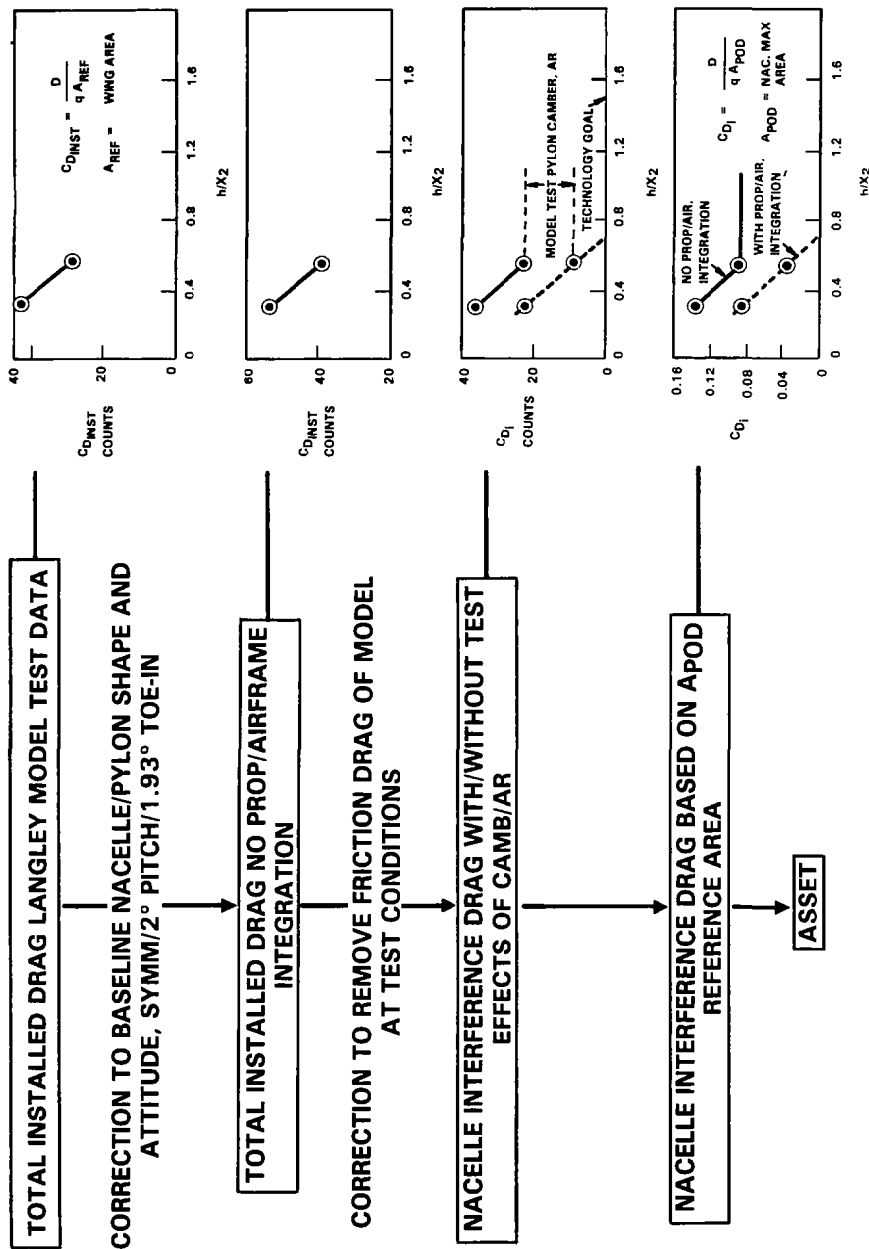 TOTAL INSTALLED DRAG LANGLEY MODEL TEST DATA
CORRECTION TO BASELINE NACELLE/PYLON SHAPE AND
ATTITUDE, SYMM/2° PITCH/1.93° TOE-IN
TOTAL INSTALLED DRAG NO PROP/AIRFRAME
INTEGRATION
CORRECTION TO REMOVE FRICTION DRAG OF MODEL
AT TEST CONDITIONS
NACELLE INTERFERENCE DRAG WITH/WITHOUT TEST
EFFECTS OF CAMB/AR
NACELLE INTERFERENCE DRAG BASED ON APOD
REFERENCE AREA
ASSET
40
20
0
CDINST
COUNTS
CDINST = D / q AREF
AREF = WING AREA
0 0.4 0.8 1.2 1.6
h/X2
60
40
20
CDINST
COUNTS
0 0.4 0.8 1.2 1.6
h/X2
40
20
0
CDi
COUNTS
MODEL TEST PYLON CAMBER, AR
TECHNOLOGY GOAL
0 0.4 0.8 1.2 1.6
h/X2
0.16
0.12
0.08
0.04
0
CDi
NO PROP/AIR.
INTEGRATION
WITH PROP/AIR.
INTEGRATION
CDi = D / q APOD
APOD = NAC. MAX
AREA
0 0.4 0.8 1.2 1.6
h/X2